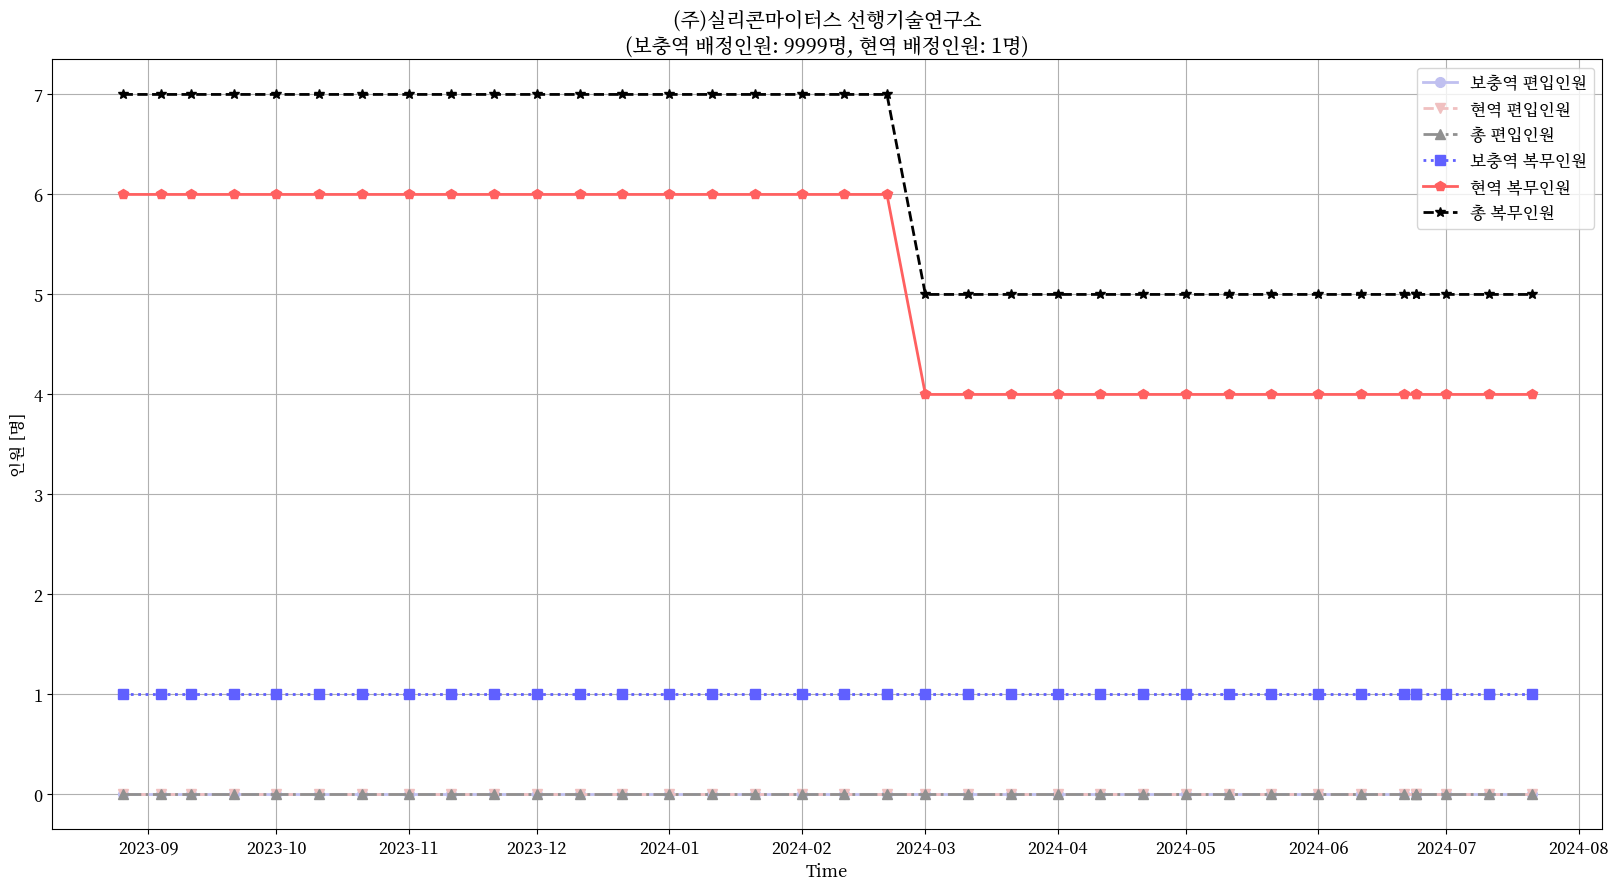 (주)실리콘마이터스 선행기술연구소
(보충역 배정인원: 9999명, 현역 배정인원: 1명)
보충역 편입인원
현역 편입인원
총 편입인원
보충역 복무인원
현역 복무인원
총 복무인원
인원 [명]
7
6
5
4
3
2
1
0
2023-09 2023-10 2023-11 2023-12 2024-01 2024-02 2024-03 2024-04 2024-05 2024-06 2024-07 2024-08
Time